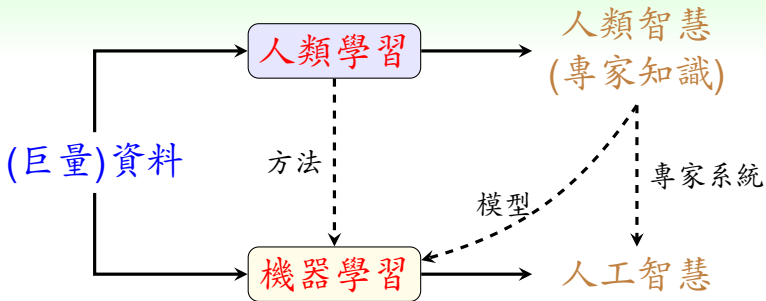 人類學習
人類智慧
(專家知識)
(巨量)資料
方法
模型
專家系統
機器學習
人工智慧